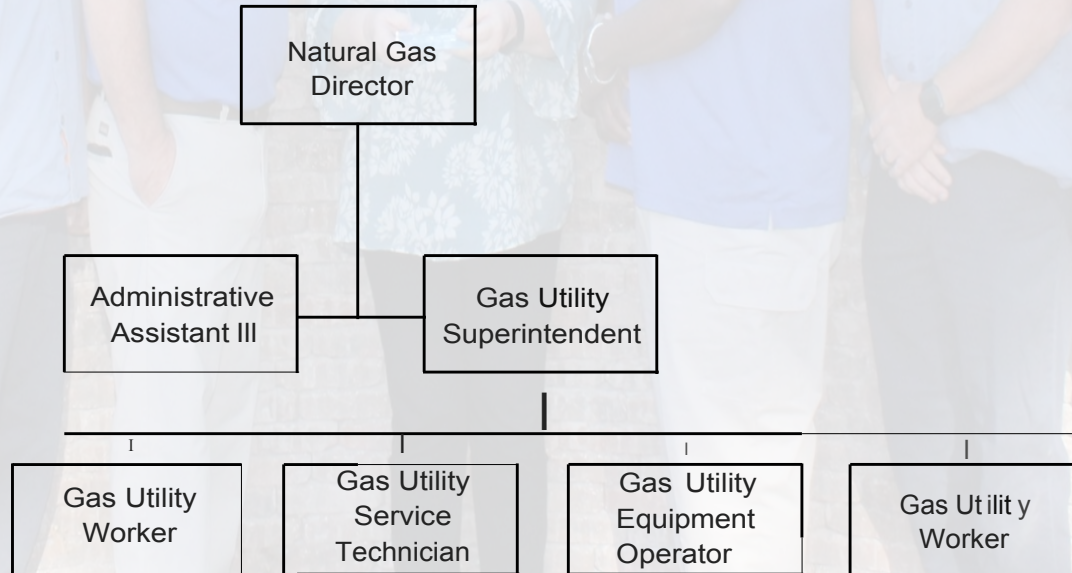 Natural Gas
Director
Administrative
Assistant III
Gas Utility
Superintendent
Gas Utility
Worker
Gas Utility
Service
Technician
Gas Utility
Equipment
Operator
Gas Utility
Worker